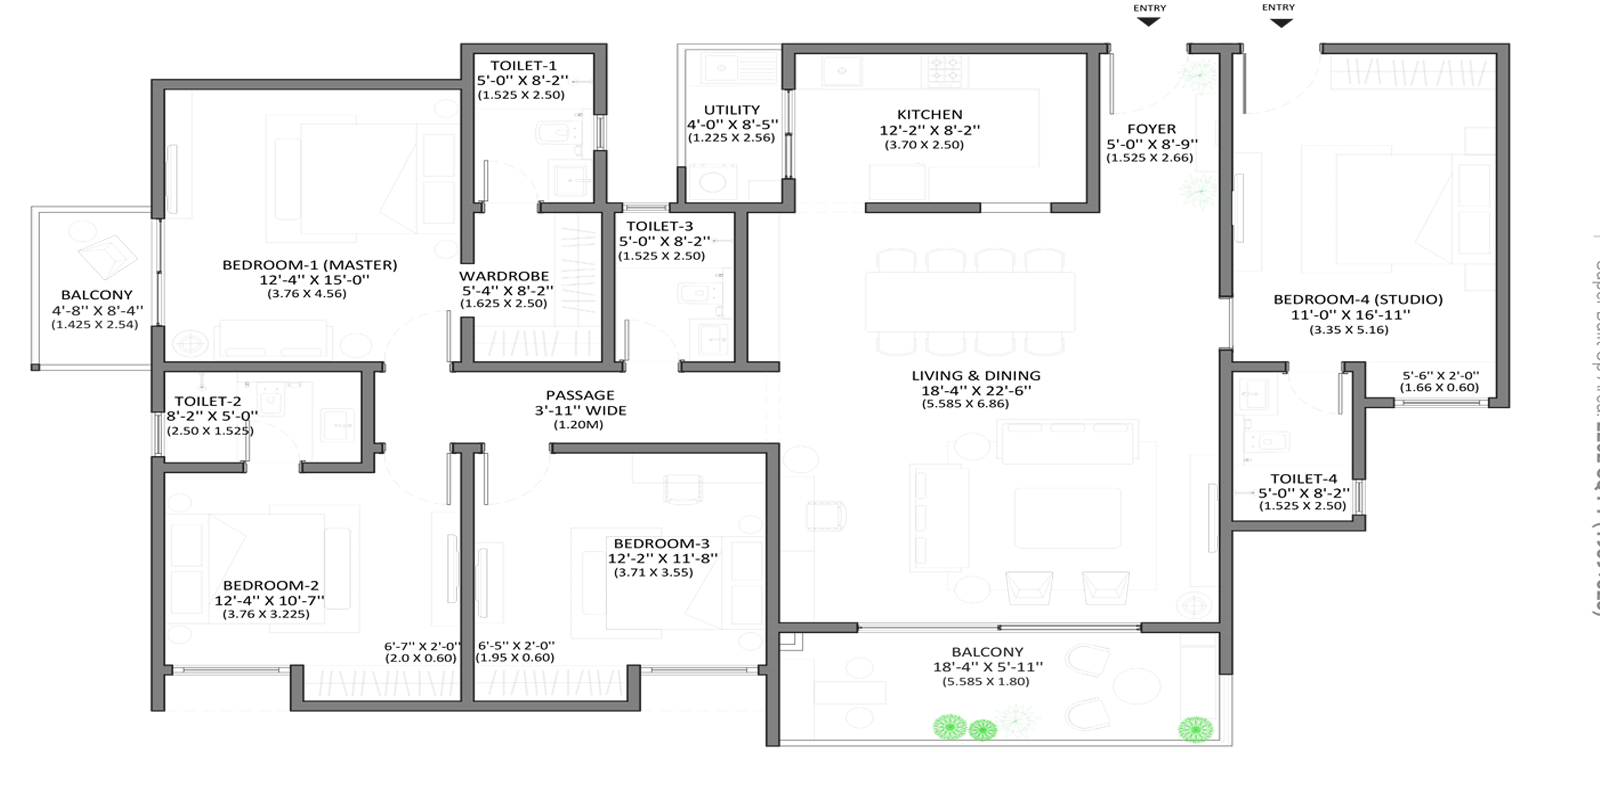 ENTRY
ENTRY
TOILET-1
5'-0'' X 8'-2''
(1.525 X 2.50)
UTILITY
4'-0'' X 8'-5''
(1.225 X 2.56)
KITCHEN
12'-2'' X 8'-2''
(3.70 X 2.50)
FOYER
5'-0'' X 8'-9''
(1.525 X 2.66)
BEDROOM-1 (MASTER)
12'-4'' X 15'-0''
(3.76 X 4.56)
WARDROBE
5'-4'' X 8'-2''
(1.625 X 2.50)
TOILET-3
5'-0'' X 8'-2''
(1.525 X 2.50)
BALCONY
4'-8'' X 8'-4''
(1.425 X 2.54)
BEDROOM-4 (STUDIO)
11'-0'' X 16'-11''
(3.35 X 5.16)
5'-6'' X 2'-0''
(1.66 X 0.60)
LIVING & DINING
18'-4'' X 22'-6''
(5.585 X 6.86)
PASSAGE
3'-11'' WIDE
(1.20M)
TOILET-2
8'-2'' X 5'-0''
(2.50 X 1.525)
TOILET-4
5'-0'' X 8'-2''
(1.525 X 2.50)
BEDROOM-2
12'-4'' X 10'-7''
(3.76 X 3.225)
6'-7'' X 2'-0''
(2.0 X 0.60)
BEDROOM-3
12'-2'' X 11'-8''
(3.71 X 3.55)
6'-5'' X 2'-0''
(1.95 X 0.60)
BALCONY
18'-4'' X 5'-11''
(5.585 X 1.80)